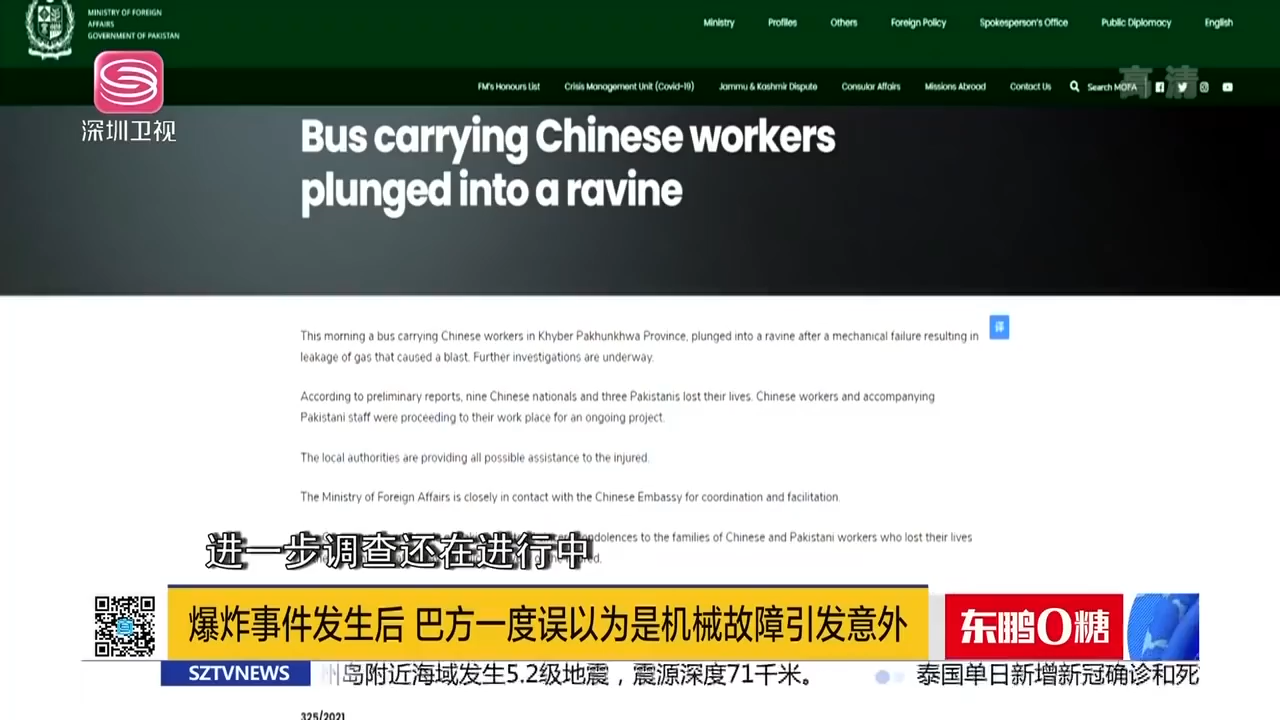 MINISTRY OF FOREIGN
AFFAIRS
GOVERNMENT OF PAKISTAN
Ministry Profiles Others Foreign Policy Spokesperson's Office Public Diplomacy English
深圳卫视
高清
FM's Honours List Crisis Management Unit (Covid-19) Jammu & Kashmir Dispute Consular Affairs Missions Abroad Contact Us Search MOFA
Bus carrying Chinese workers
plunged into a ravine
This morning a bus carrying Chinese workers in Khyber Pakhunkhwa Province, plunged into a ravine after a mechanical failure resulting in
译
leakage of gas that caused a blast. Further investigations are underway.
According to preliminary reports, nine Chinese nationals and three Pakistanis lost their lives. Chinese workers and accompanying
Pakistani staff were proceeding to their work place for an ongoing project.
The local authorities are providing all possible assistance to the injured.
The Ministry of Foreign Affairs is closely in contact with the Chinese Embassy for coordination and facilitation.
ondolences to the families of Chinese and Pakistani workers who lost their lives
进一步调查还在进行中
爆炸事件发生后 巴方一度误以为是机械故障引发意外
东鹏0糖
SZTVNEWS
州岛附近海域发生5.2级地震，震源深度71千米。
泰国单日新增新冠确诊和死
325/2021